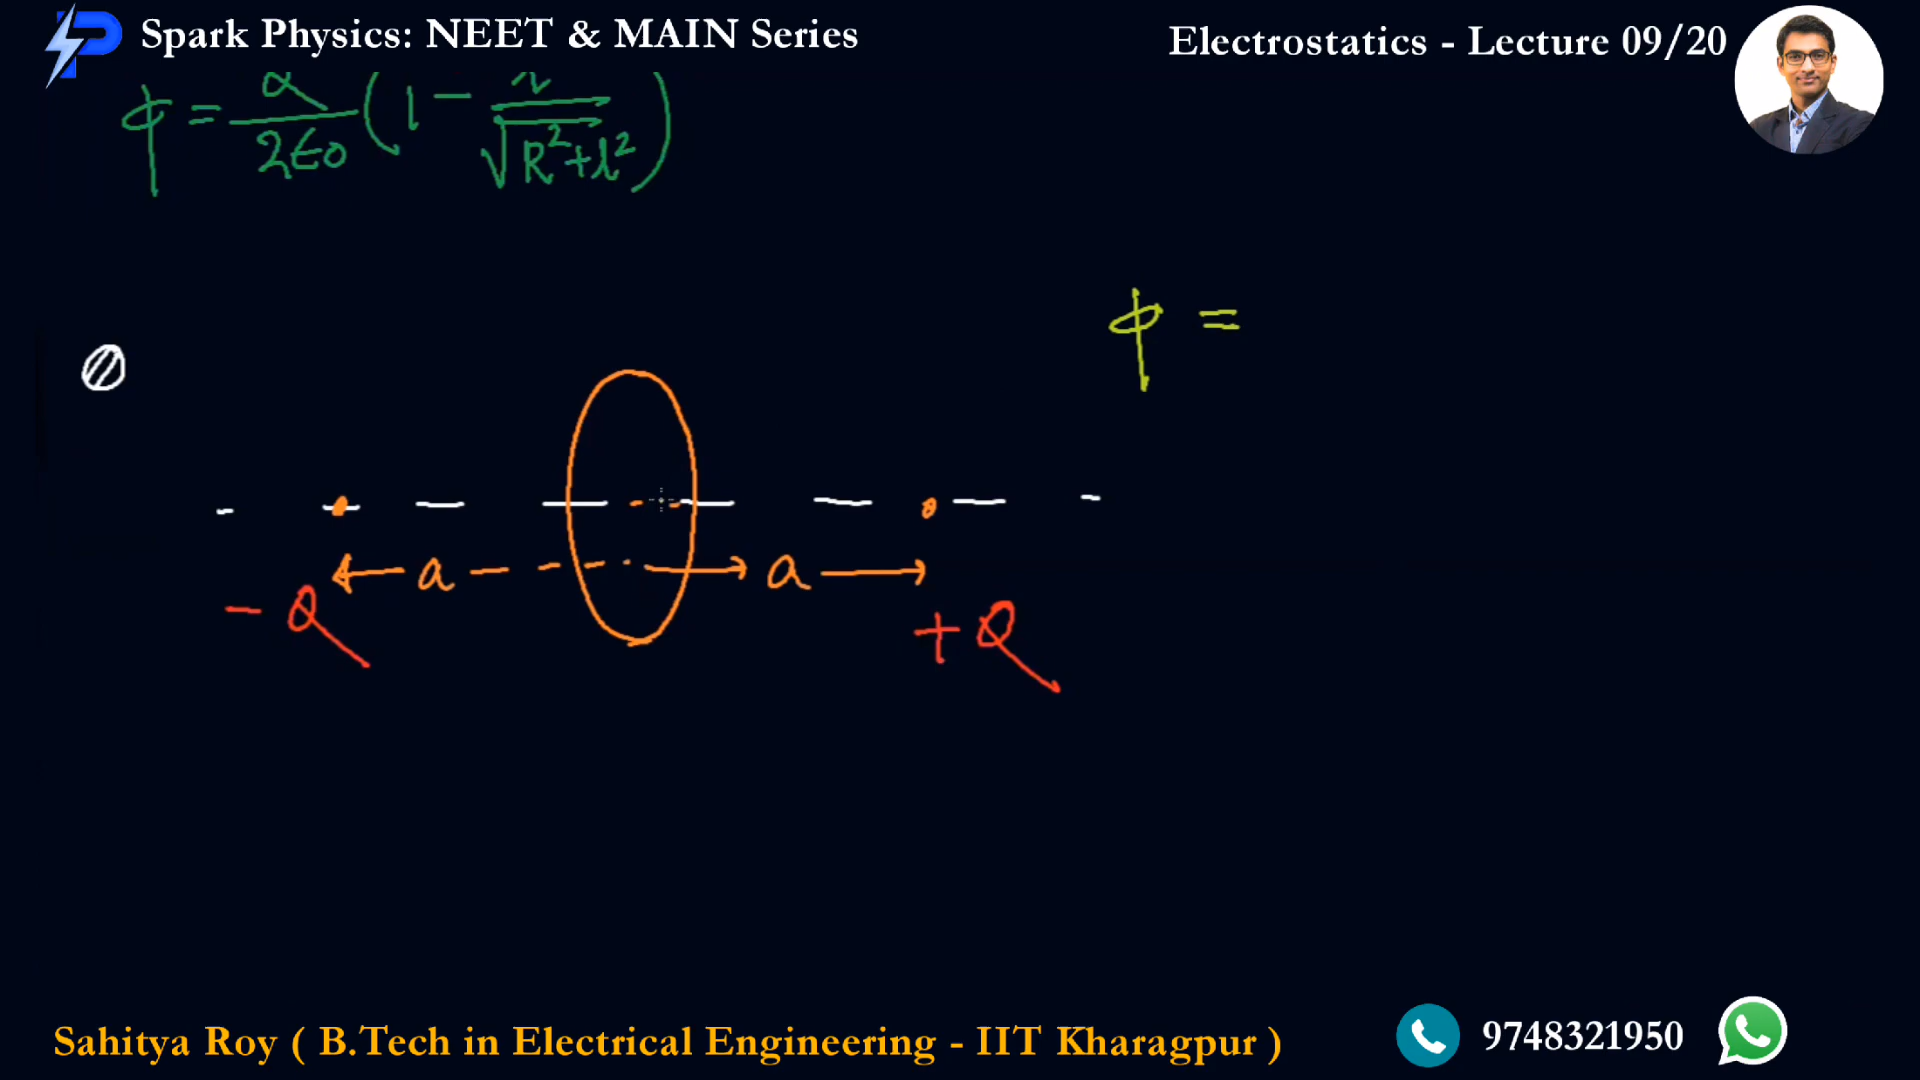 Spark Physics: NEET & MAIN Series
Electrostatics - Lecture 09/20
ϕ = Q/2ϵ0 (1 - x/√R²+x²)
ϕ =
a a
- Q + Q
Sahitya Roy ( B.Tech in Electrical Engineering - IIT Kharagpur )
9748321950